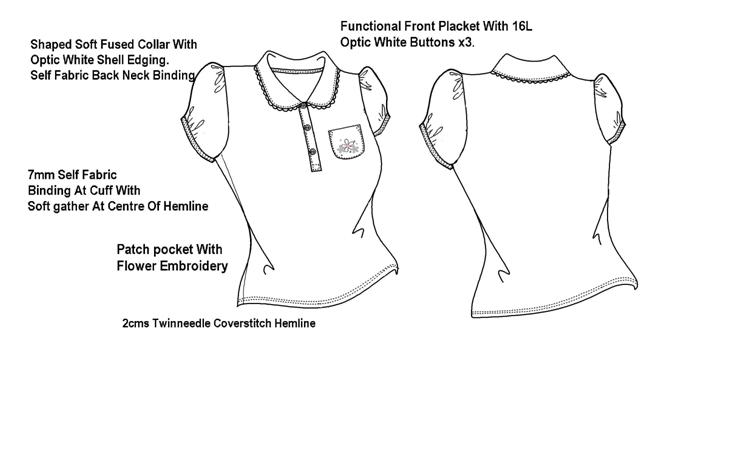 Shaped Soft Fused Collar With
Optic White Shell Edging.
Self Fabric Back Neck Binding
Functional Front Placket With 16L
Optic White Buttons x3.
7mm Self Fabric
Binding At Cuff With
Soft gather At Centre Of Hemline
Patch pocket With
Flower Embroidery
2cms Twinneedle Coverstitch Hemline